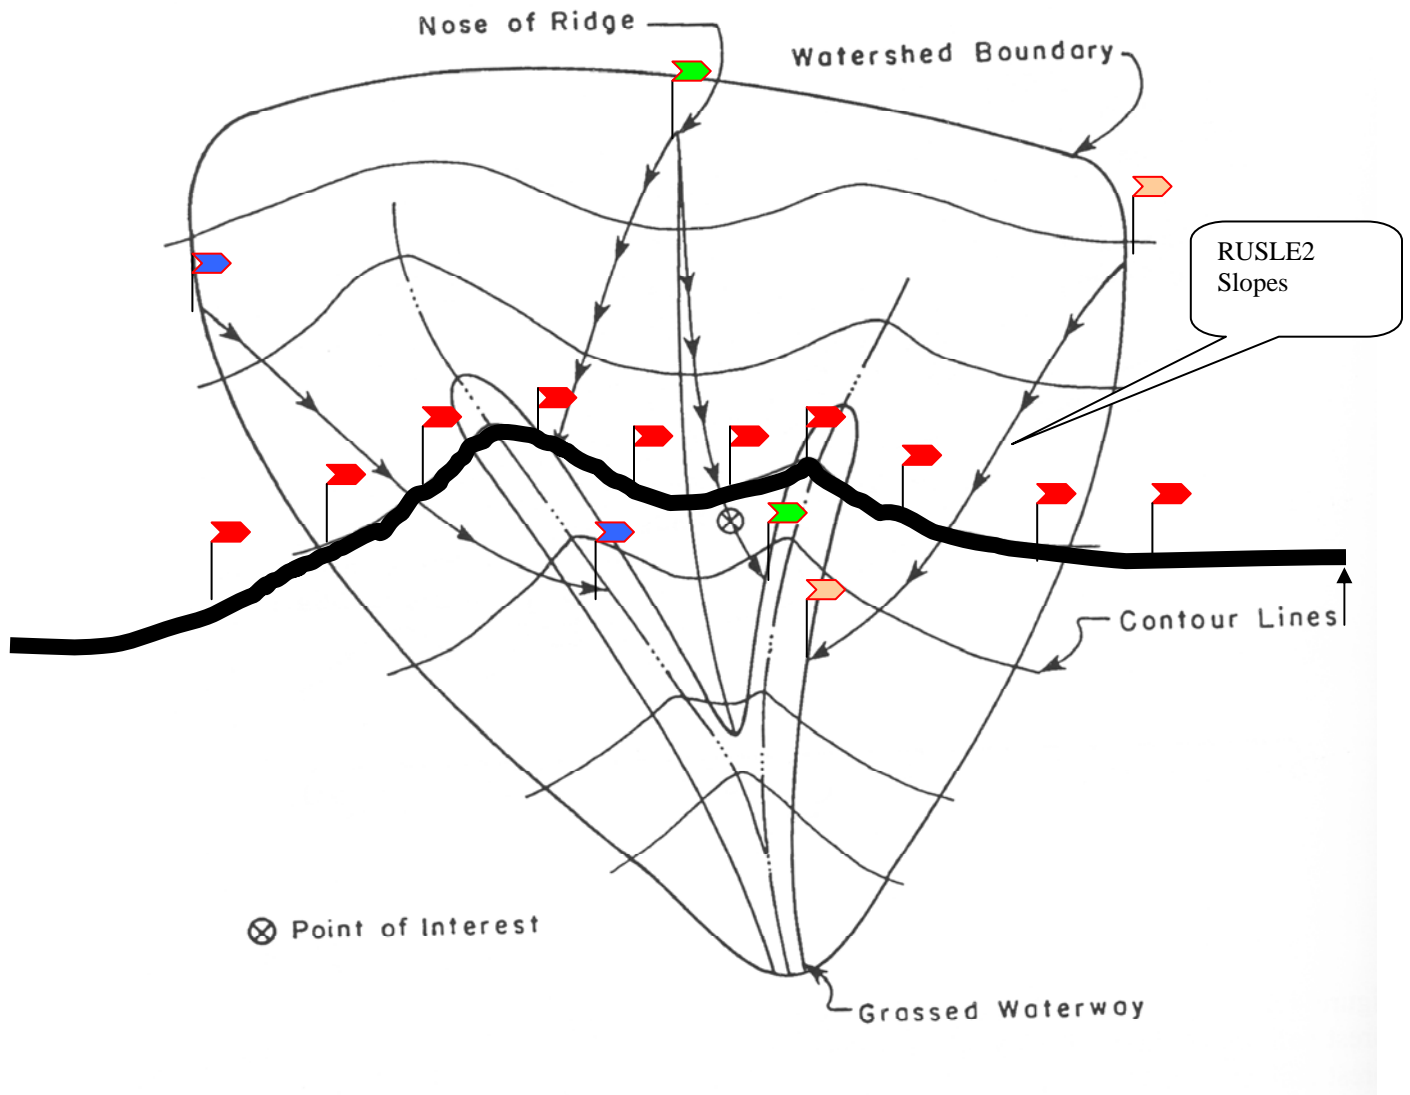 Nose of Ridge
Watershed Boundary
RUSLE2
Slopes
Contour Lines
Point of Interest
Grassed Waterway